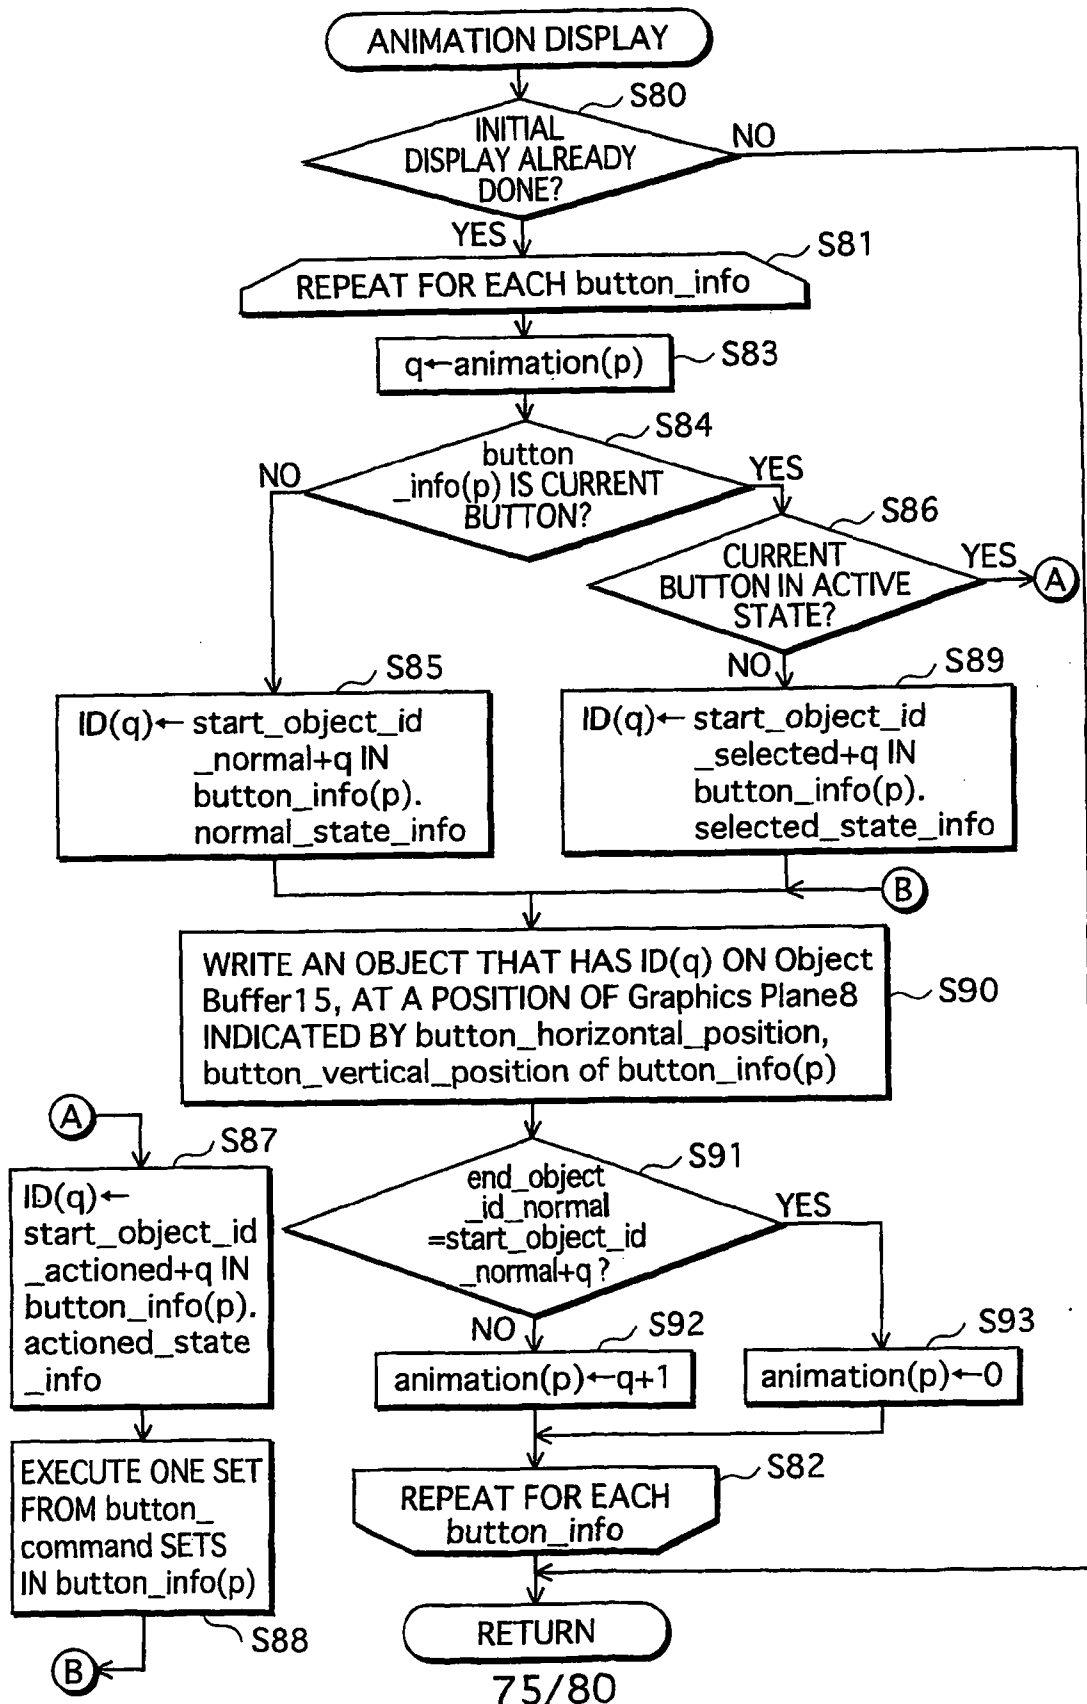 ANIMATION DISPLAY
S80
INITIAL
DISPLAY ALREADY
DONE?
NO
YES
S81
REPEAT FOR EACH button_info
q←animation(p)
S83
S84
button
_info(p) IS CURRENT
BUTTON?
NO
YES
S86
CURRENT
BUTTON IN ACTIVE
STATE?
YES
A
NO
S85
ID(q)← start_object_id
_normal+q IN
button_info(p).
normal_state_info
S89
ID(q)← start_object_id
_selected+q IN
button_info(p).
selected_state_info
B
WRITE AN OBJECT THAT HAS ID(q) ON Object
Buffer15, AT A POSITION OF Graphics Plane8
INDICATED BY button_horizontal_position,
button_vertical_position of button_info(p)
S90
A
S87
ID(q)←
start_object_id
_actioned+q IN
button_info(p).
actioned_state
_info
EXECUTE ONE SET
FROM button_
command SETS
IN button_info(p)
S88
B
S91
end_object
_id_normal
=start_object_id
_normal+q ?
YES
NO
S92
animation(p)←q+1
S93
animation(p)←0
S82
REPEAT FOR EACH
button_info
RETURN
75/80